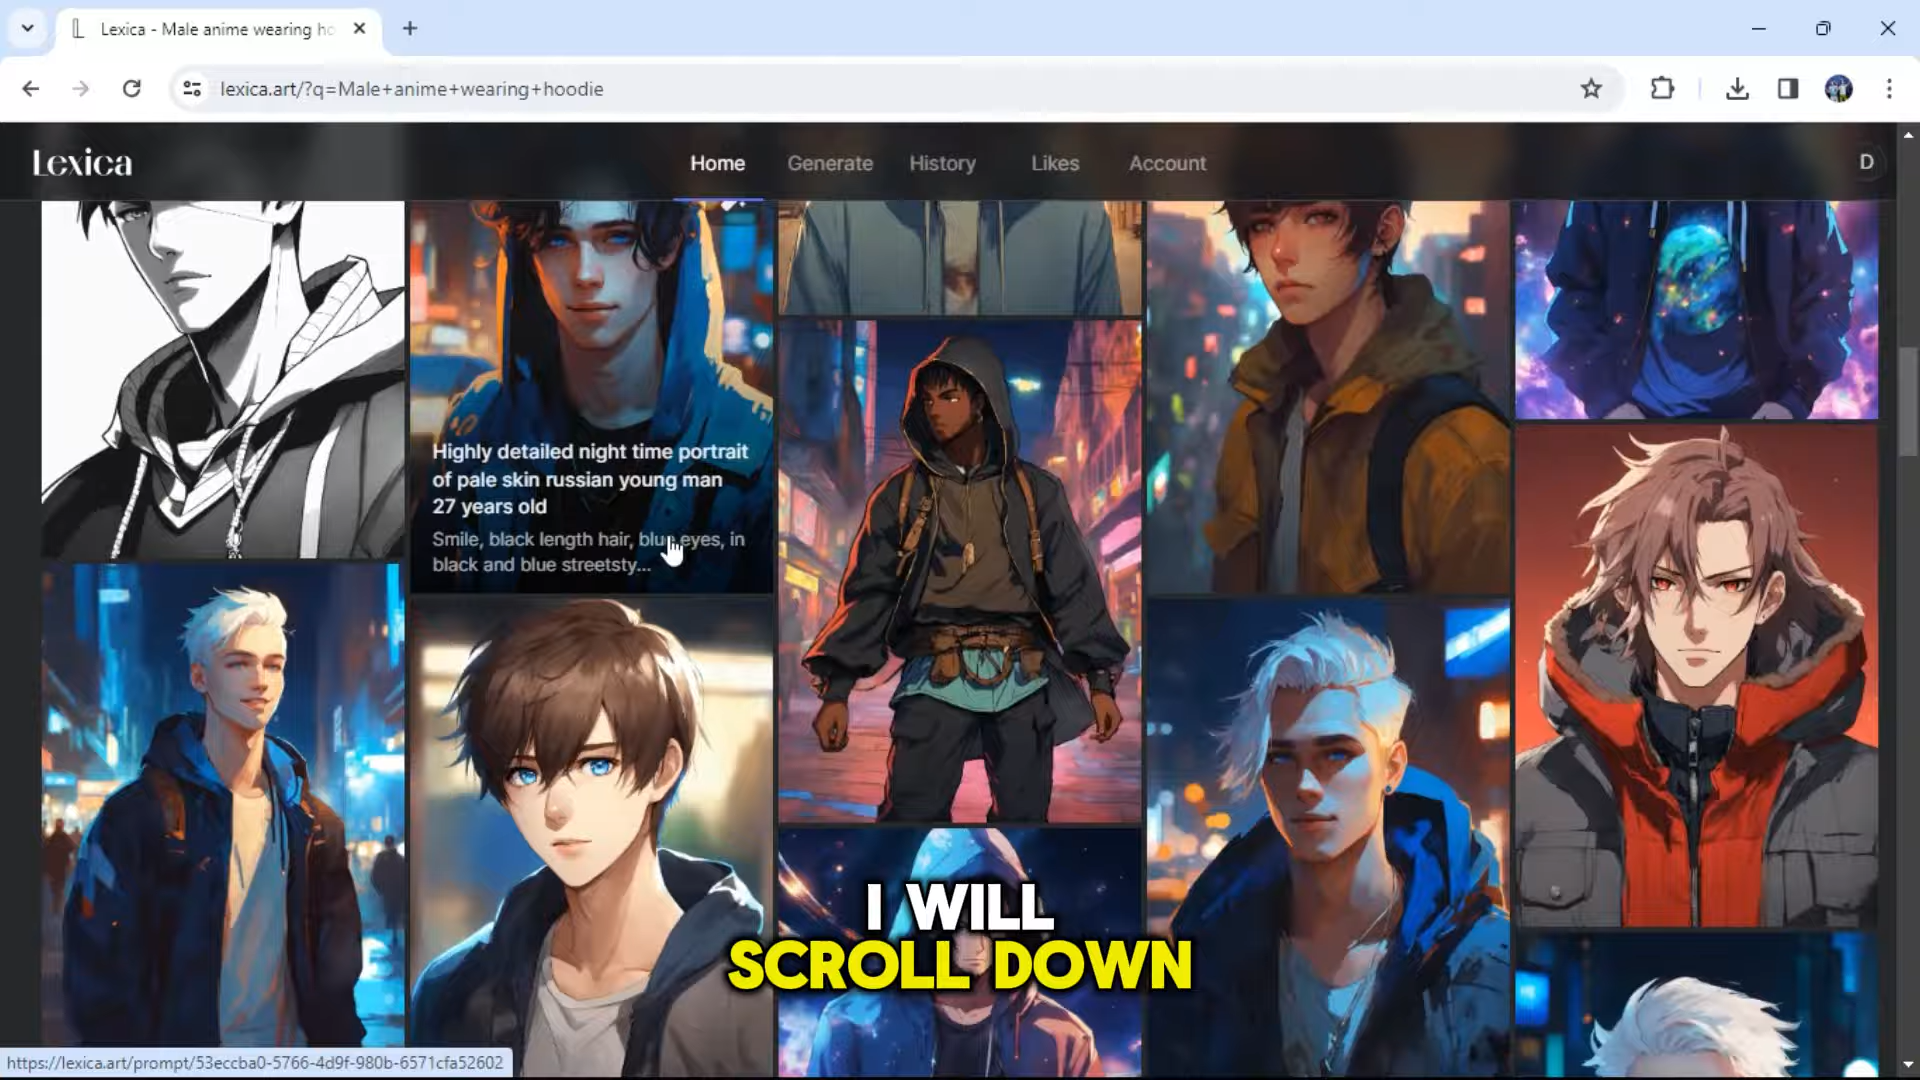 Lexica - Male anime wearing ho
lexica.art/?q=Male+anime+wearing+hoodie
Lexica
Home
Generate
History
Likes
Account
D
Highly detailed night time portrait
of pale skin russian young man
27 years old
Smile, black length hair, blue eyes, in
black and blue streetsty...
I WILL
SCROLL DOWN
https://lexica.art/prompt/53eccba0-5766-4d9f-980b-6571cfa52602